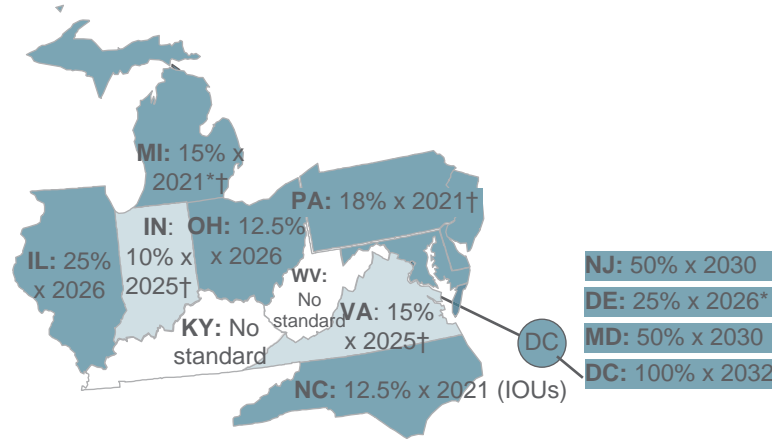 MI: 15% x
2021*†
PA: 18% x 2021†
IN:
10% x
2025†
OH: 12.5%
x 2026
IL: 25%
x 2026
WV:
No
standard
KY: No
standard
VA: 15%
x 2025†
NC: 12.5% x 2021 (IOUs)
DC
NJ: 50% x 2030
DE: 25% x 2026*
MD: 50% x 2030
DC: 100% x 2032